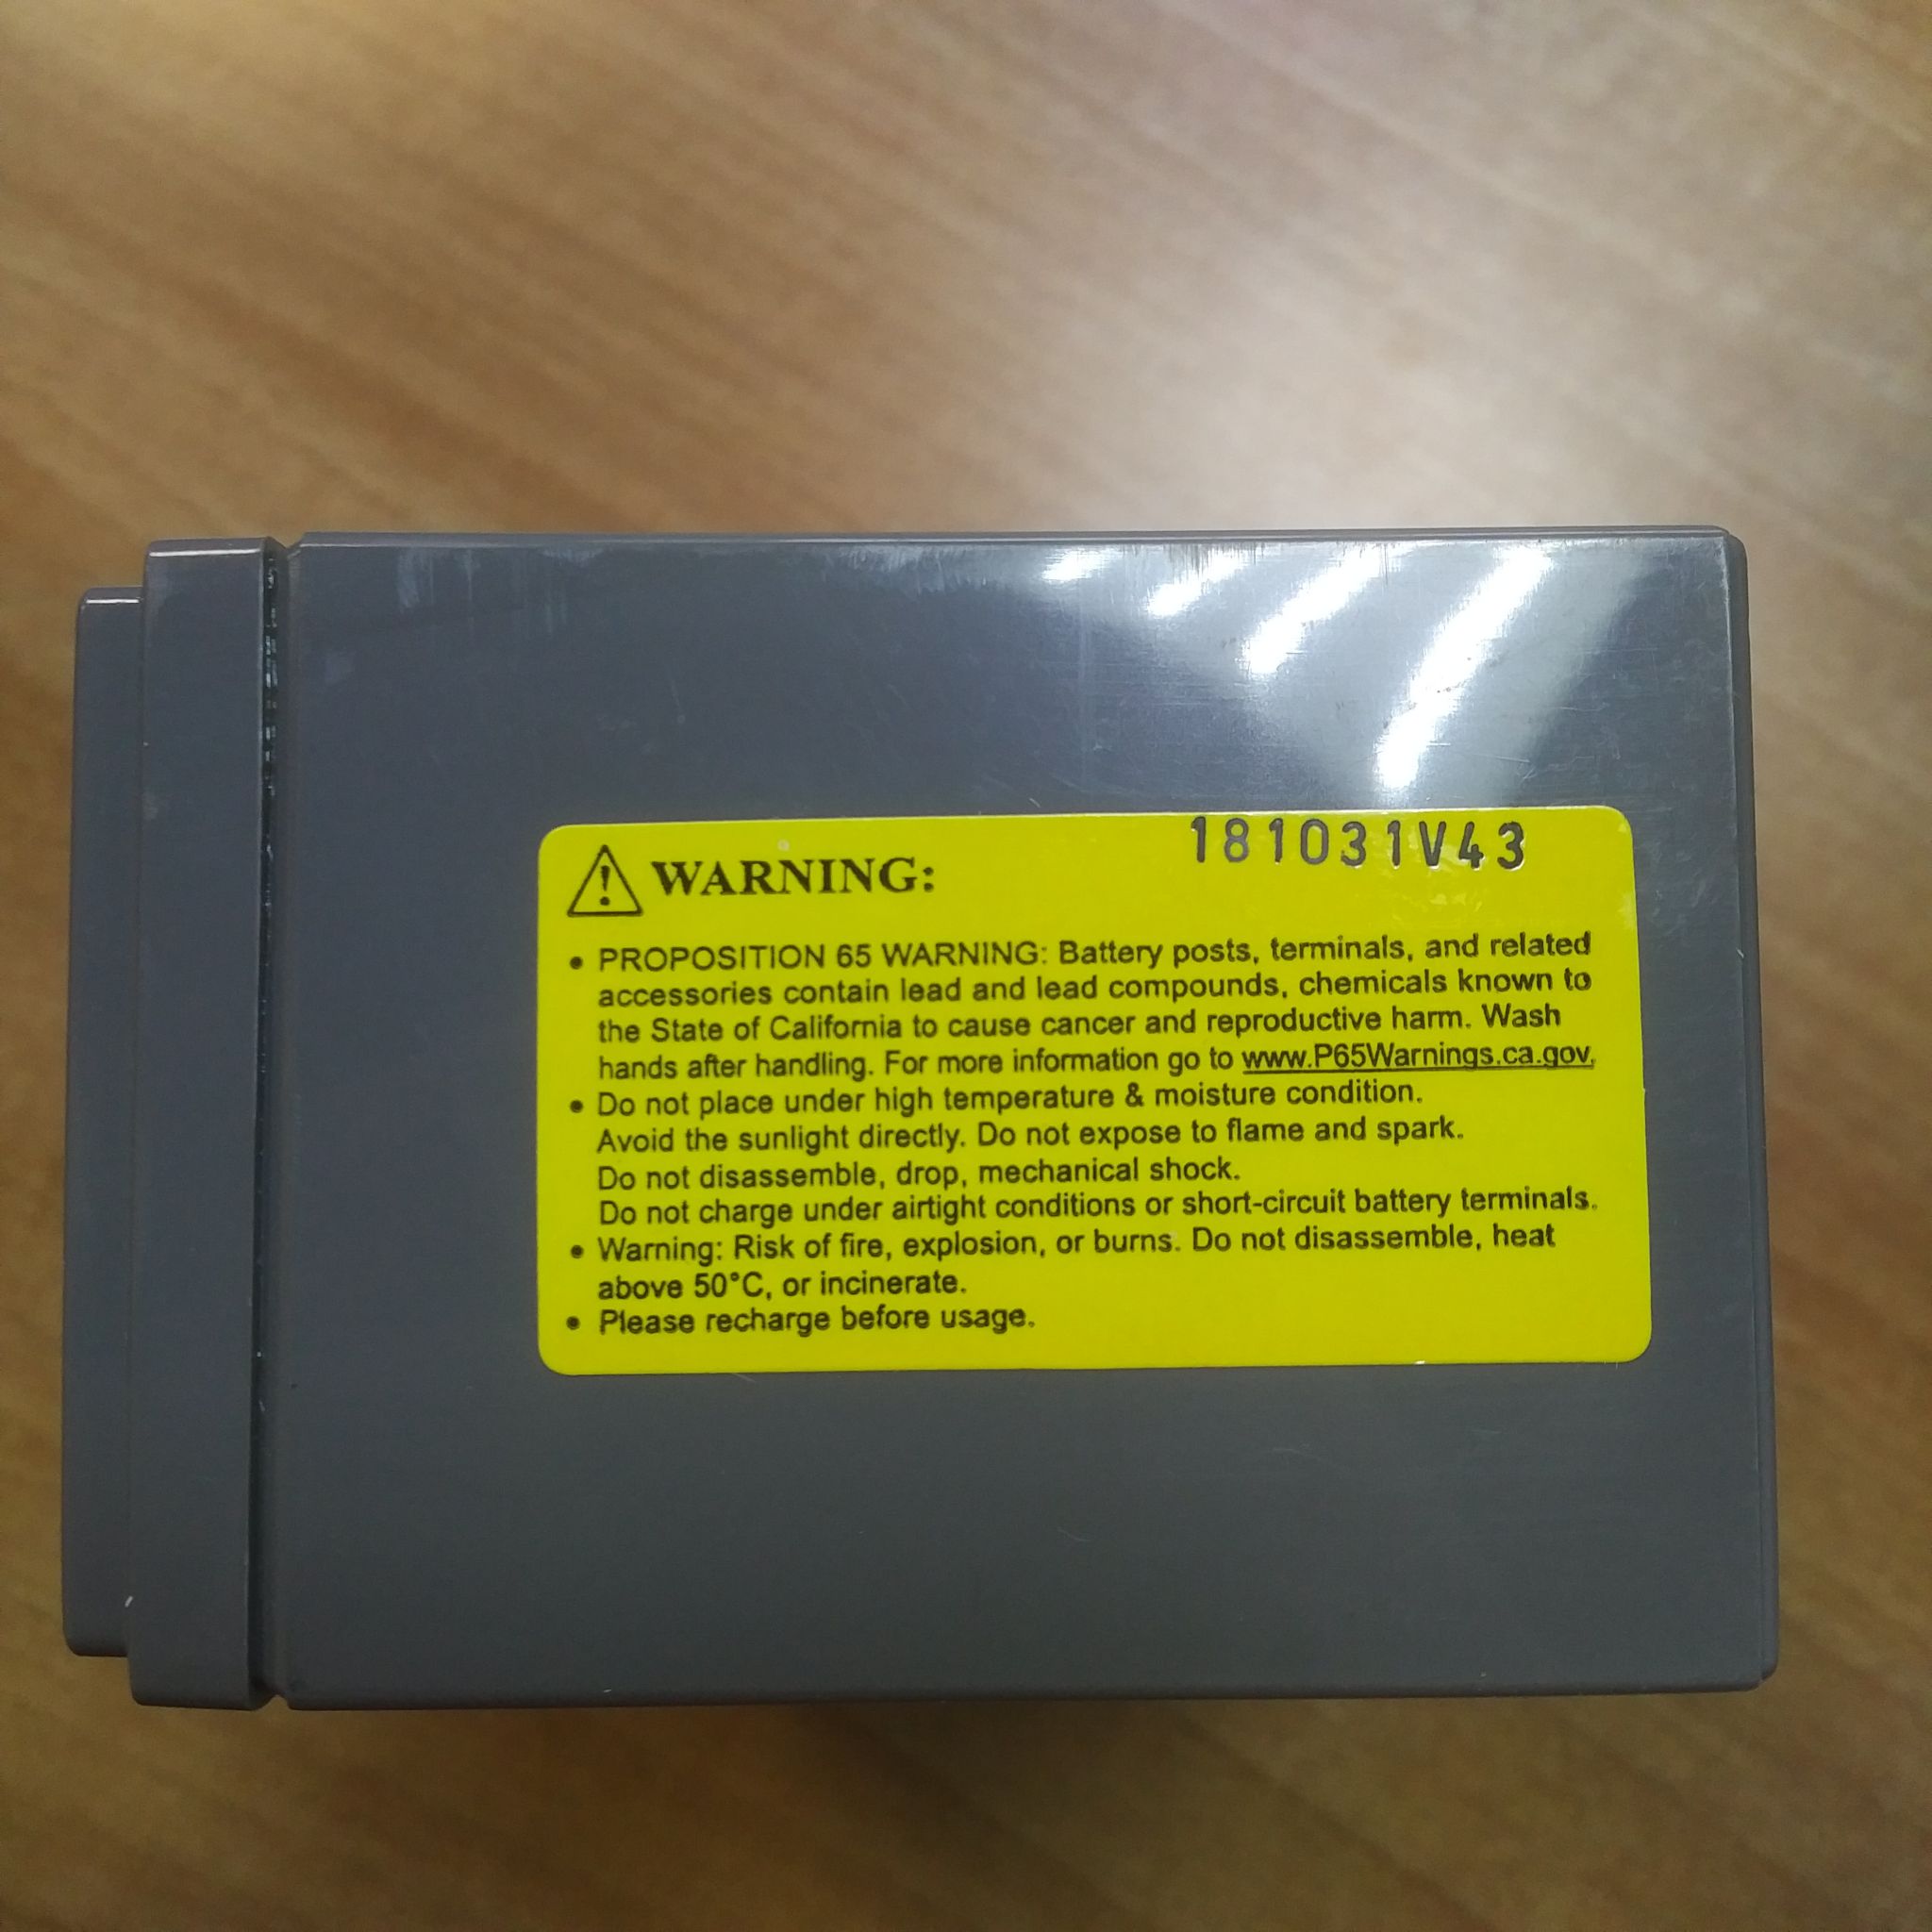 181031V43
WARNING:
• PROPOSITION 65 WARNING: Battery posts, terminals, and related
accessories contain lead and lead compounds, chemicals known to
the State of California to cause cancer and reproductive harm. Wash
hands after handling. For more information go to www.P65Warnings.ca.gov.
• Do not place under high temperature & moisture condition.
Avoid the sunlight directly. Do not expose to flame and spark.
Do not disassemble, drop, mechanical shock.
Do not charge under airtight conditions or short-circuit battery terminals.
• Warning: Risk of fire, explosion, or burns. Do not disassemble, heat
above 50°C, or incinerate.
• Please recharge before usage.